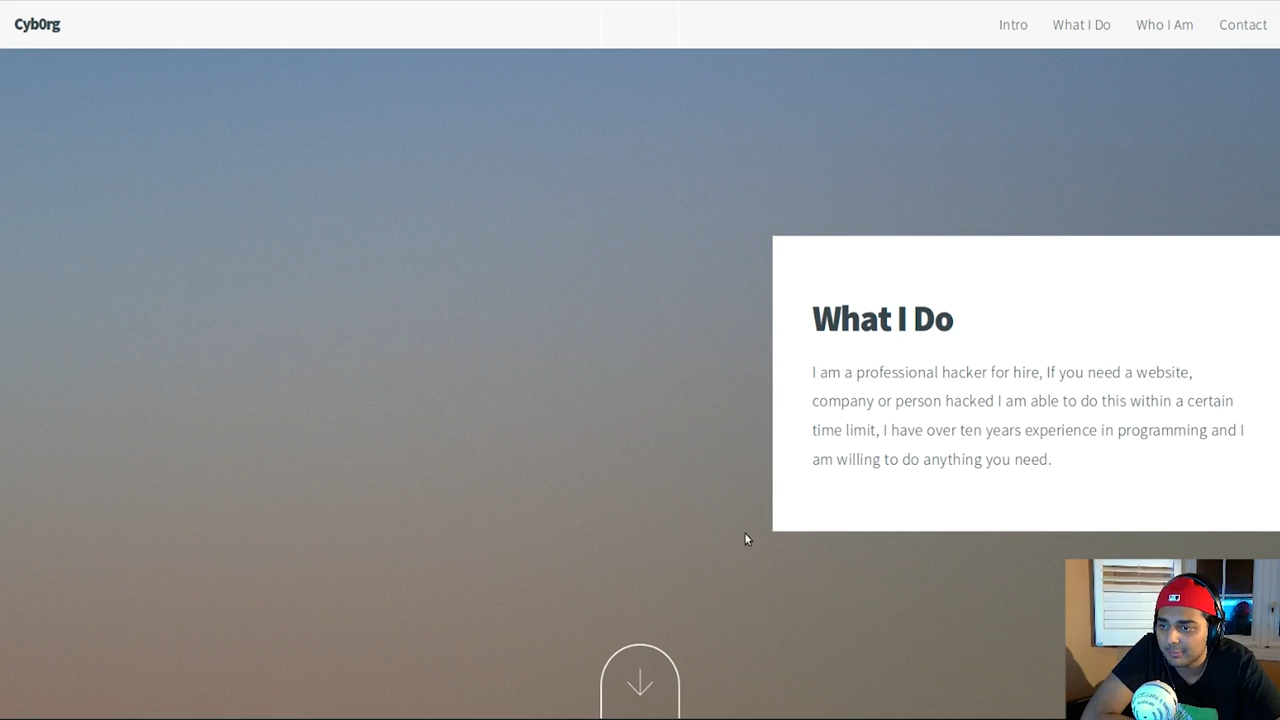 Cyb0rg
Intro
What I Do
Who I Am
Contact
What I Do
I am a professional hacker for hire, If you need a website,
company or person hacked I am able to do this within a certain
time limit, I have over ten years experience in programming and I
am willing to do anything you need.